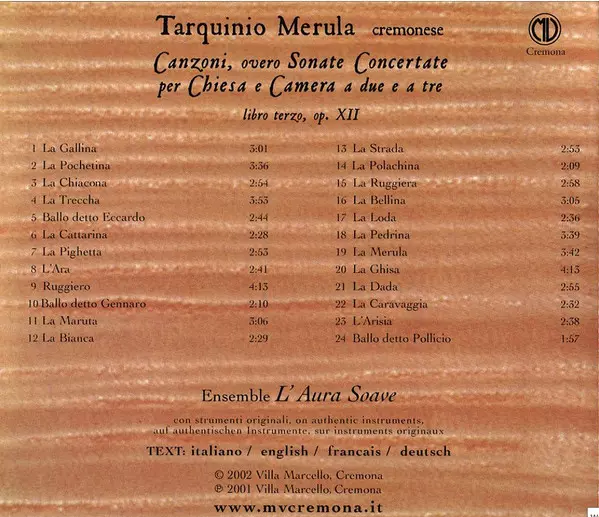 Tarquinio Merula cremonese
Cremona
Canzoni, overo Sonate Concertate
per Chiesa e Camera a due e a tre
libro terzo, op. XII
1 La Gallina 3:01
2 La Pochetina 3:36
3 La Chiacona 2:54
4 La Treccha 3:53
5 Ballo detto Eccardo 2:44
6 La Cattarina 2:28
7 La Pighetta 2:53
8 L'Ara 2:41
9 Ruggiero 4:13
10 Ballo detto Gennaro 2:10
11 La Maruta 3:06
12 La Bianca 2:29
13 La Strada 2:53
14 La Polachina 2:09
15 La Ruggiera 2:58
16 La Bellina 3:05
17 La Loda 2:36
18 La Pedrina 3:39
19 La Merula 3:42
20 La Ghisa 4:13
21 La Dada 2:55
22 La Caravaggia 2:32
23 L'Arisia 2:38
24 Ballo detto Pollicio 1:57
Ensemble L'Aura Soave
con strumenti originali, on authentic instruments,
auf authentischen Instrumente, sur instruments originaux
TEXT: italiano / english / francais / deutsch
© 2002 Villa Marcello, Cremona
℗ 2001 Villa Marcello, Cremona
www.mvcremona.it